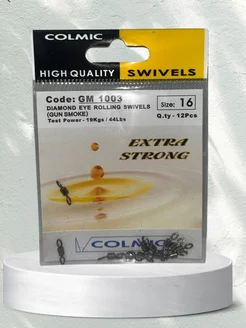 COLMIC
HIGH QUALITY SWIVELS
Code: GM 1003
DIAMOND EYE ROLLING SWIVELS
(GUN SMOKE)
Test Power - 19Kgs / 44Lbs
Size: 16
Q.ty - 12Pcs
EXTRA
STRONG
COLMIC